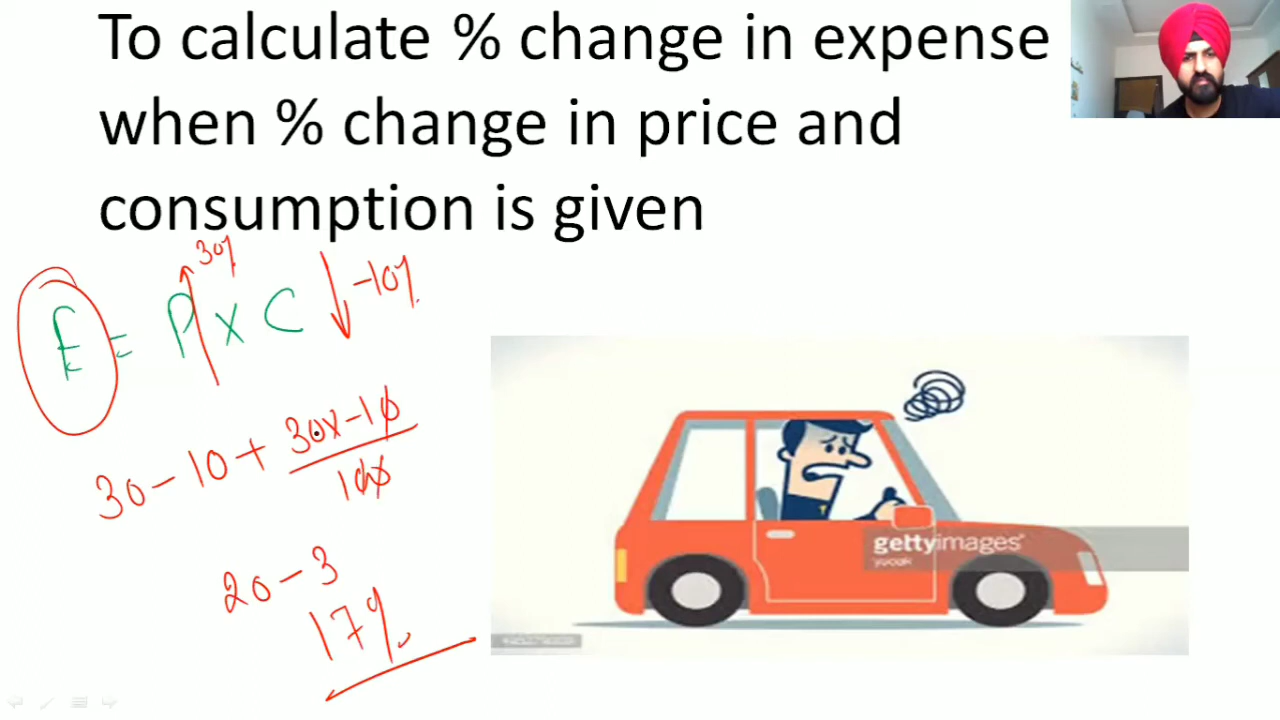 To calculate % change in expense
when % change in price and
consumption is given
30%
E = P x C -10%
30 - 10 + 30x-10
100
20 - 3
17%
gettyimages®